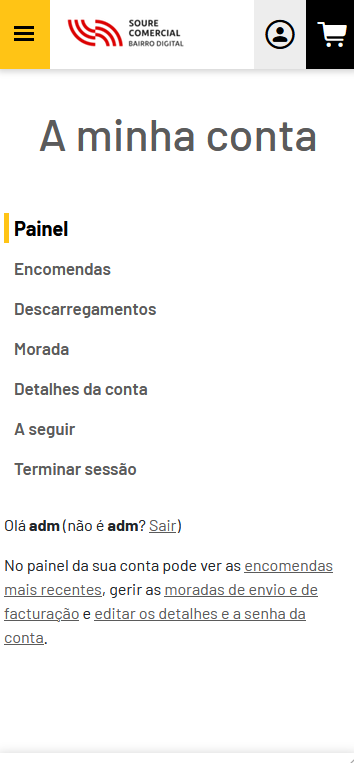 SOURE
COMERCIAL
BAIRRO DIGITAL
A minha conta
Painel
Encomendas
Descarregamentos
Morada
Detalhes da conta
A seguir
Terminar sessão
Olá adm (não é adm? Sair)
No painel da sua conta pode ver as encomendas
mais recentes, gerir as moradas de envio e de
facturação e editar os detalhes e a senha da
conta.